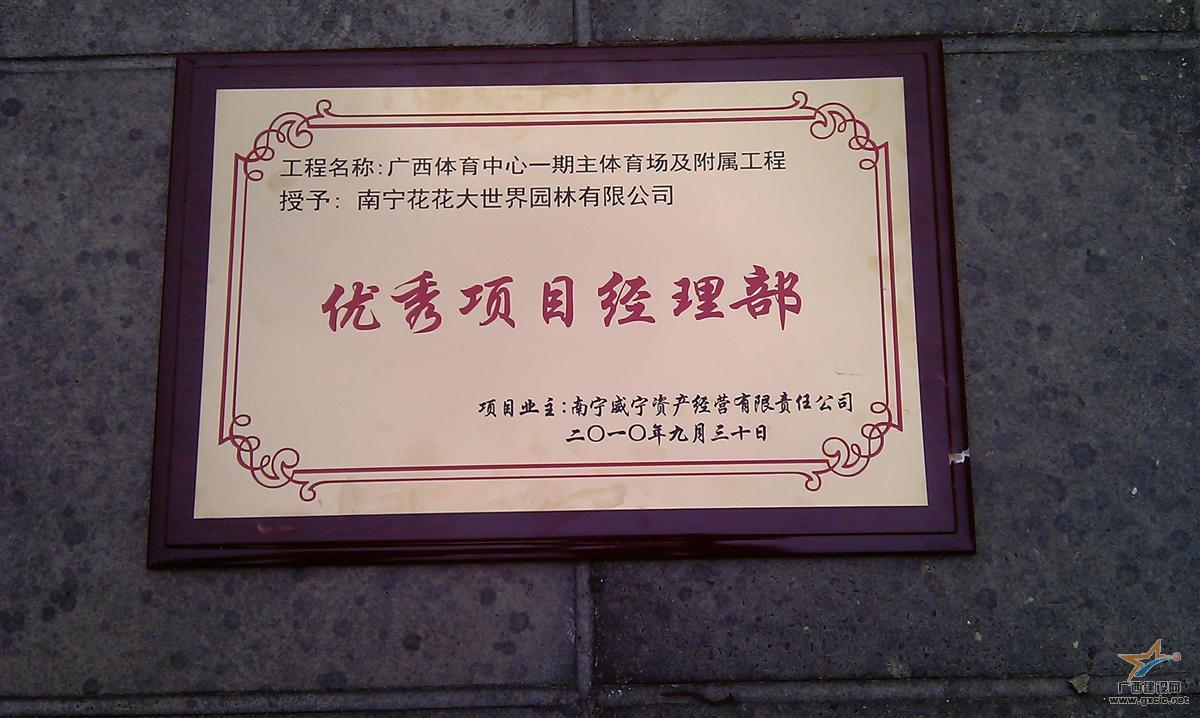 工程名称:广西体育中心一期主体育场及附属工程
授予: 南宁花花大世界园林有限公司
优秀项目经理部
项目业主:南宁威宁资产经营有限责任公司
二〇一〇年九月三十日
广西建设网
www.gxcic.net